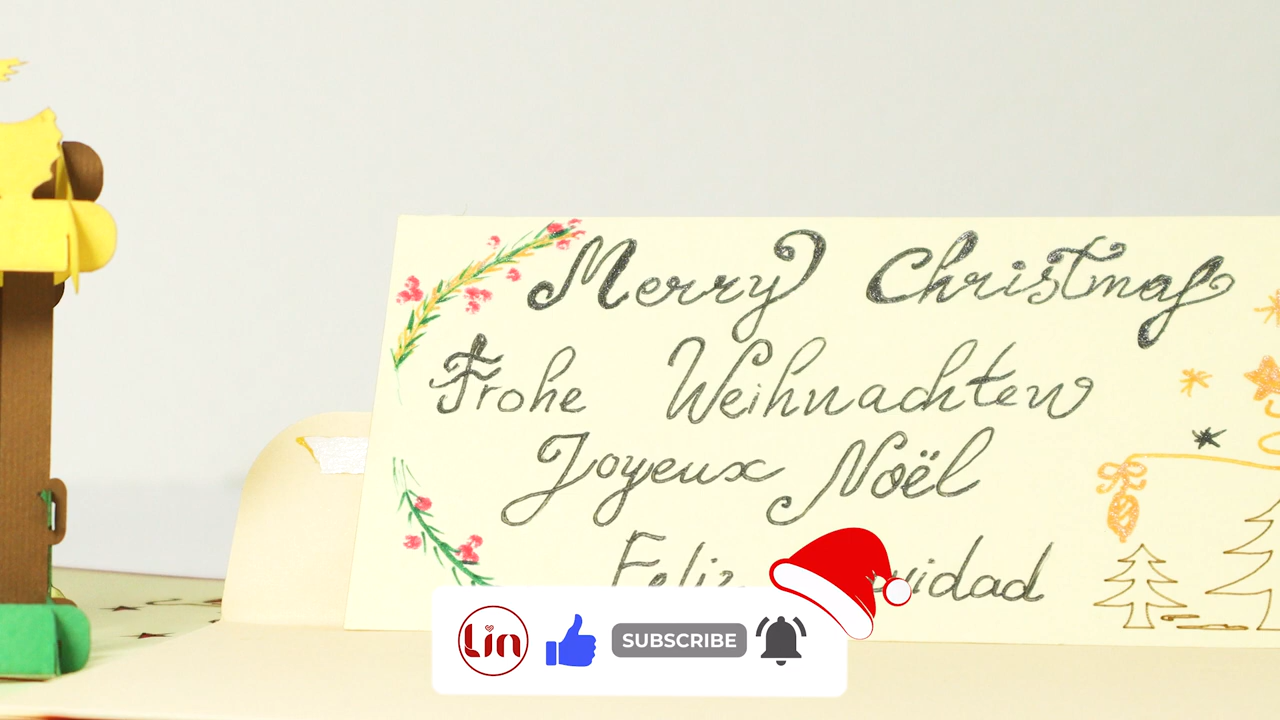 Merry Christmas
Frohe Weihnachten
Joyeux Noël
Feliz
Lin
SUBSCRIBE